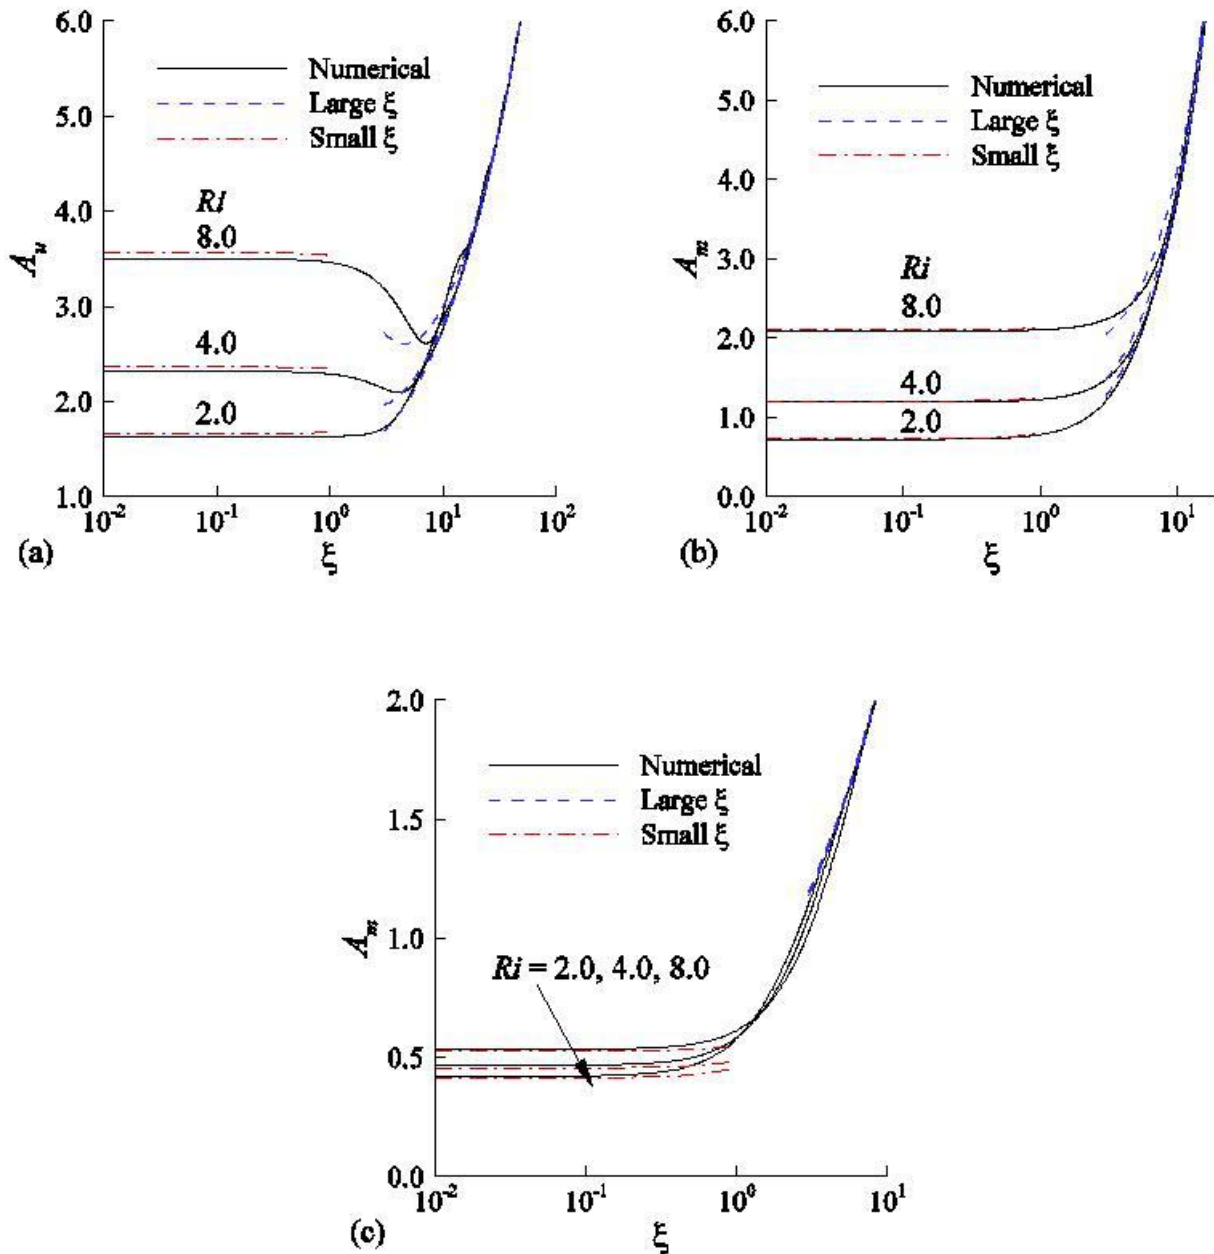 6.0
5.0
4.0
3.0
2.0
1.0
A_u
Numerical
Large ξ
Small ξ
Ri
8.0
4.0
2.0
10^-2 10^-1 10^0 10^1 10^2
(a) ξ
6.0
5.0
4.0
3.0
2.0
1.0
0.0
A_m
Numerical
Large ξ
Small ξ
Ri
8.0
4.0
2.0
10^-2 10^-1 10^0 10^1
(b) ξ
2.0
1.5
1.0
0.5
0.0
A_m
Numerical
Large ξ
Small ξ
Ri = 2.0, 4.0, 8.0
10^-2 10^-1 10^0 10^1
(c) ξ